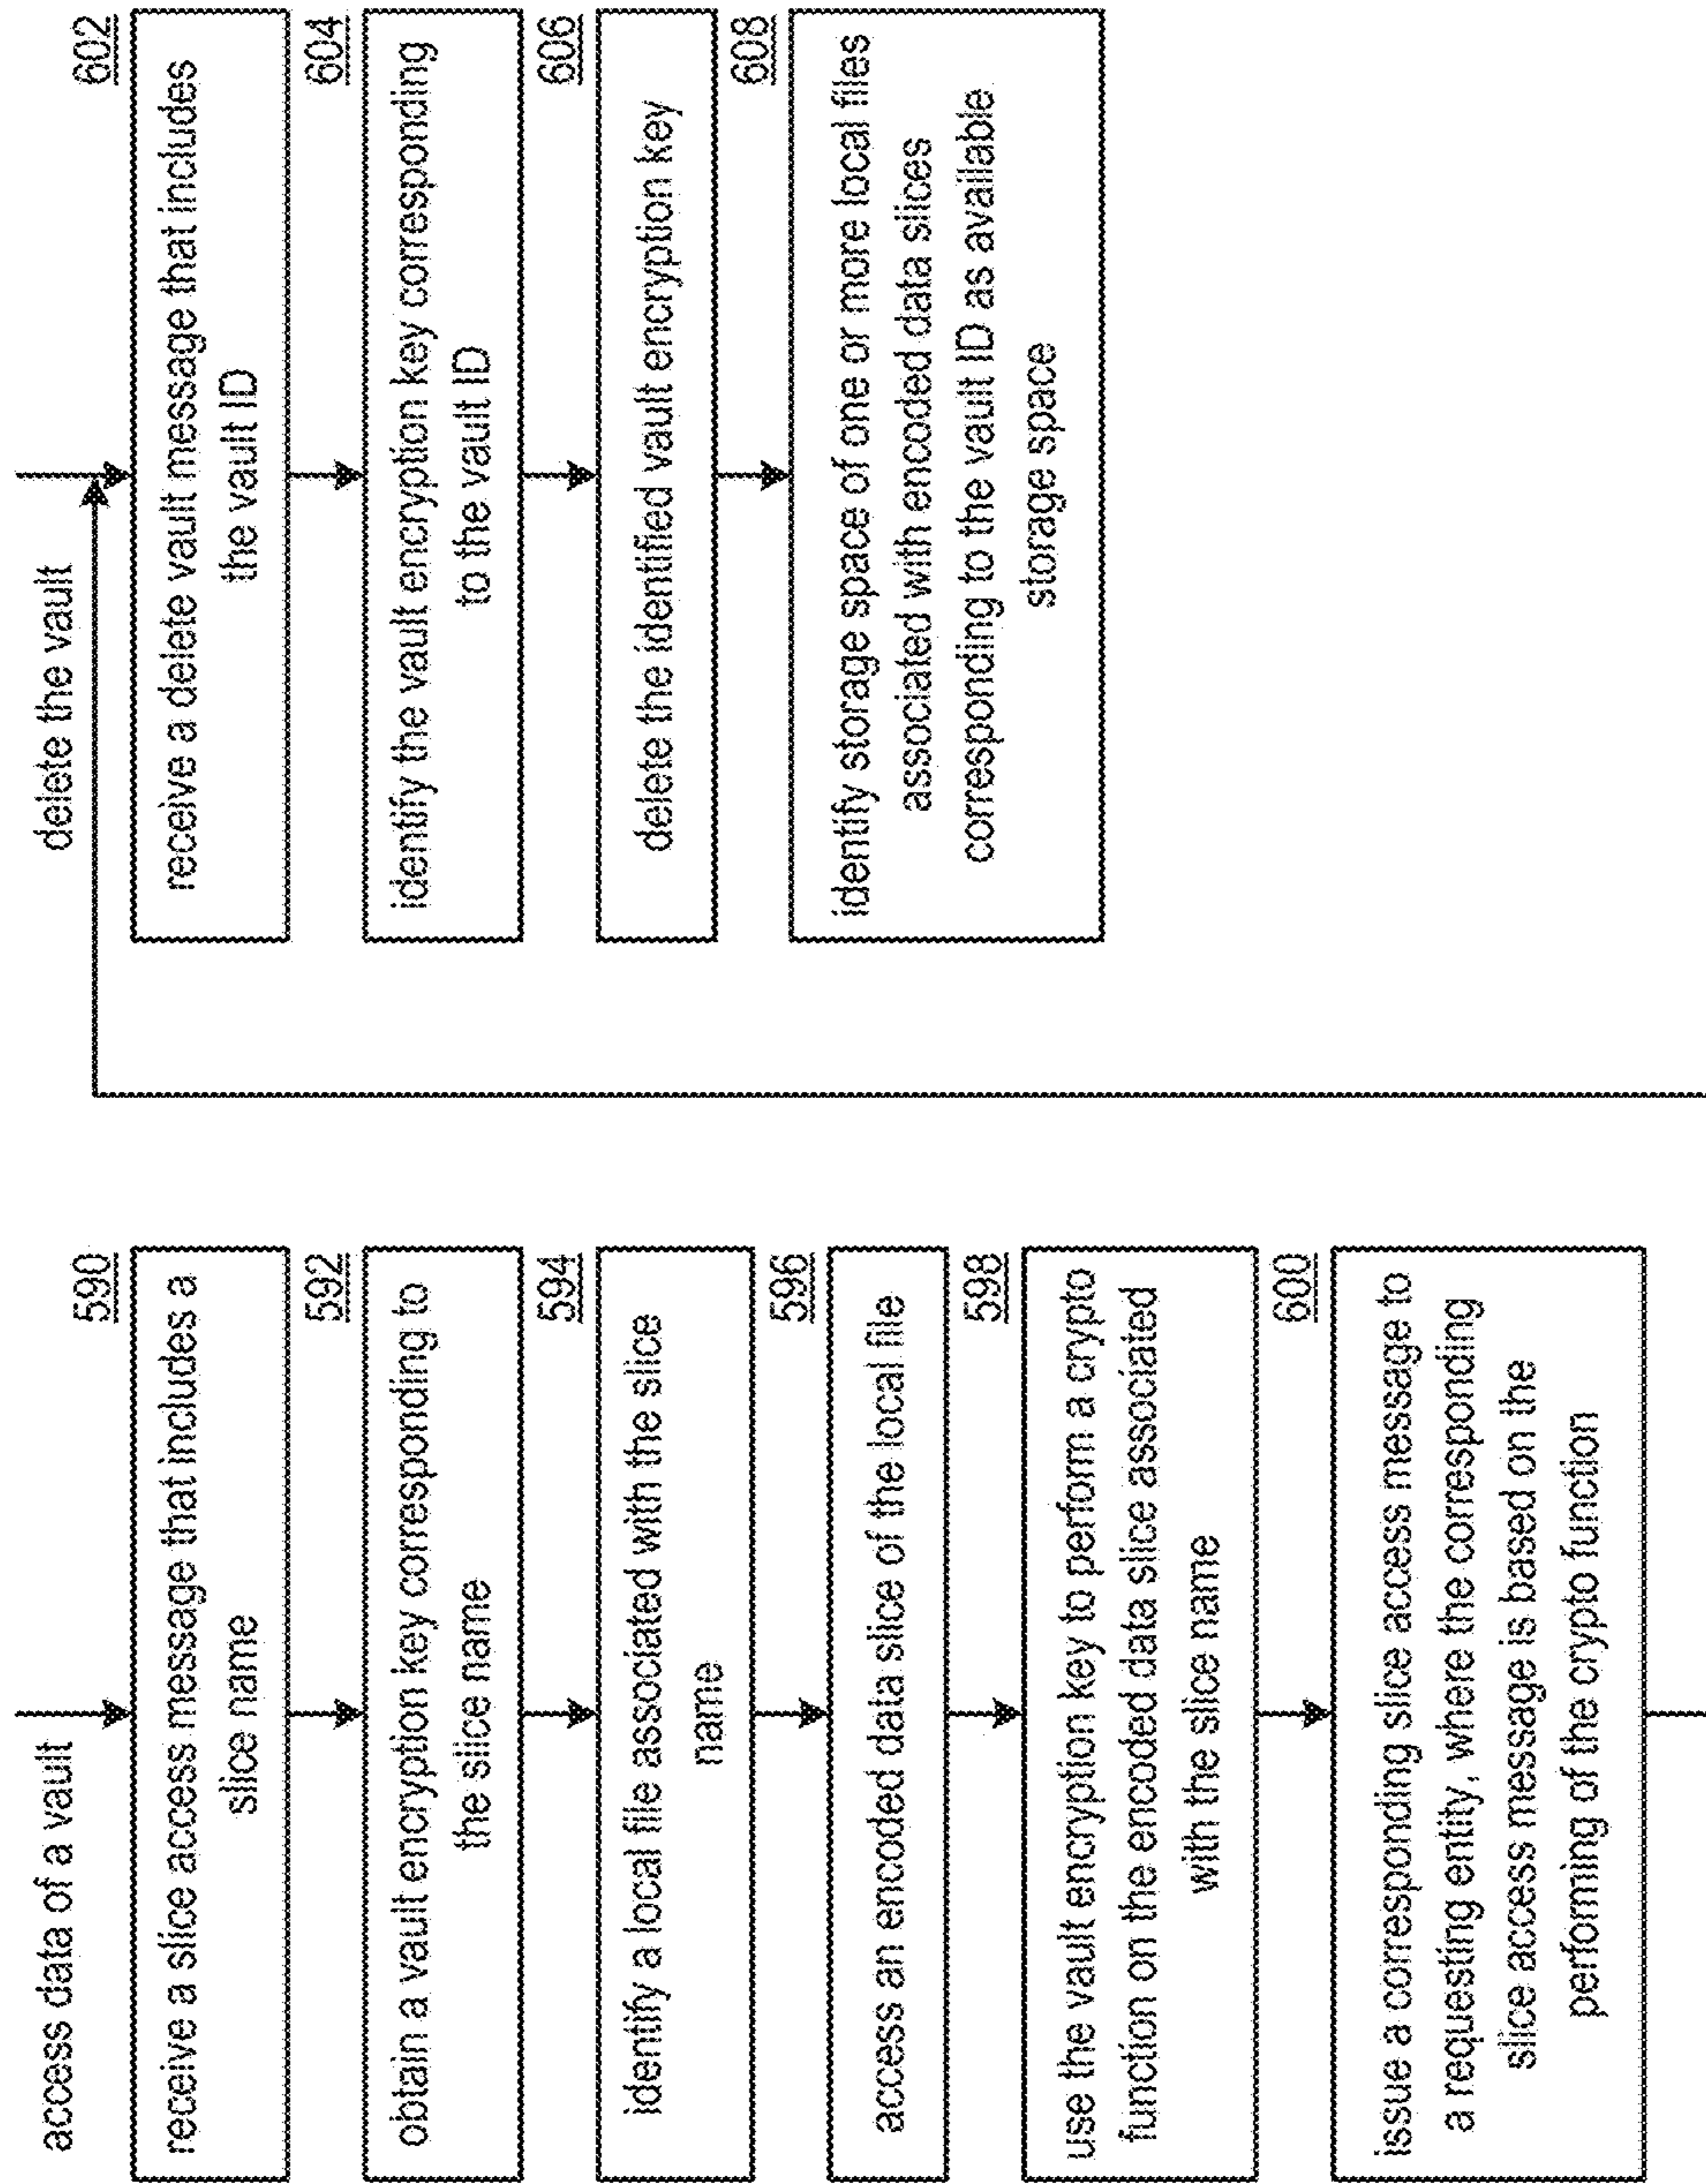 access data of a vault
590
receive a slice access message that includes a
slice name
592
obtain a vault encryption key corresponding to
the slice name
594
identify a local file associated with the slice
name
596
access an encoded data slice of the local file
598
use the vault encryption key to perform a crypto
function on the encoded data slice associated
with the slice name
600
issue a corresponding slice access message to
a requesting entity, where the corresponding
slice access message is based on the
performing of the crypto function
delete the vault
602
receive a delete vault message that includes
the vault ID
604
identify the vault encryption key corresponding
to the vault ID
606
delete the identified vault encryption key
608
identify storage space of one or more local files
associated with encoded data slices
corresponding to the vault ID as available
storage space